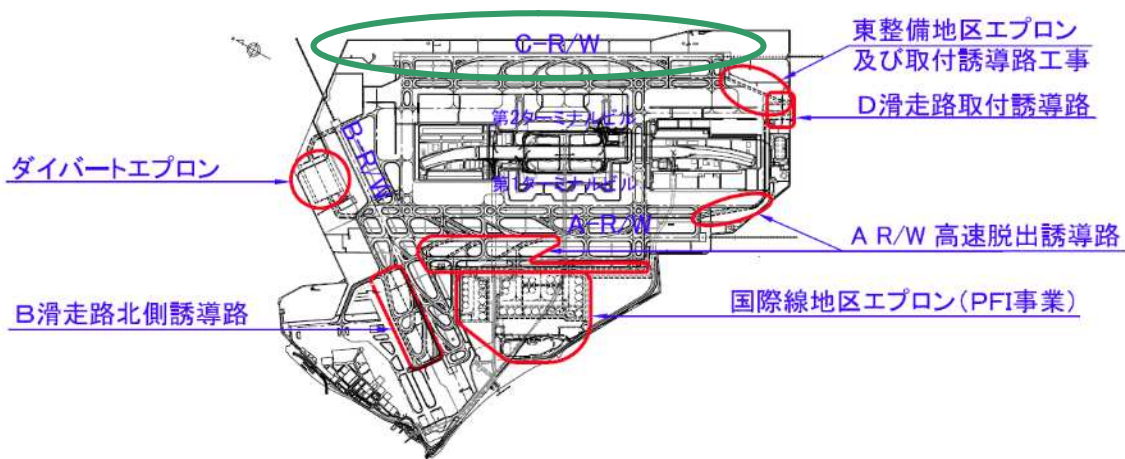 C-R/W
東整備地区エプロン
及び取付誘導路工事
D滑走路取付誘導路
第2ターミナルビル
B-R/W
ダイバートエプロン
第1ターミナルビル
A-R/W
A R/W 高速脱出誘導路
国際線地区エプロン(PFI事業)
B滑走路北側誘導路